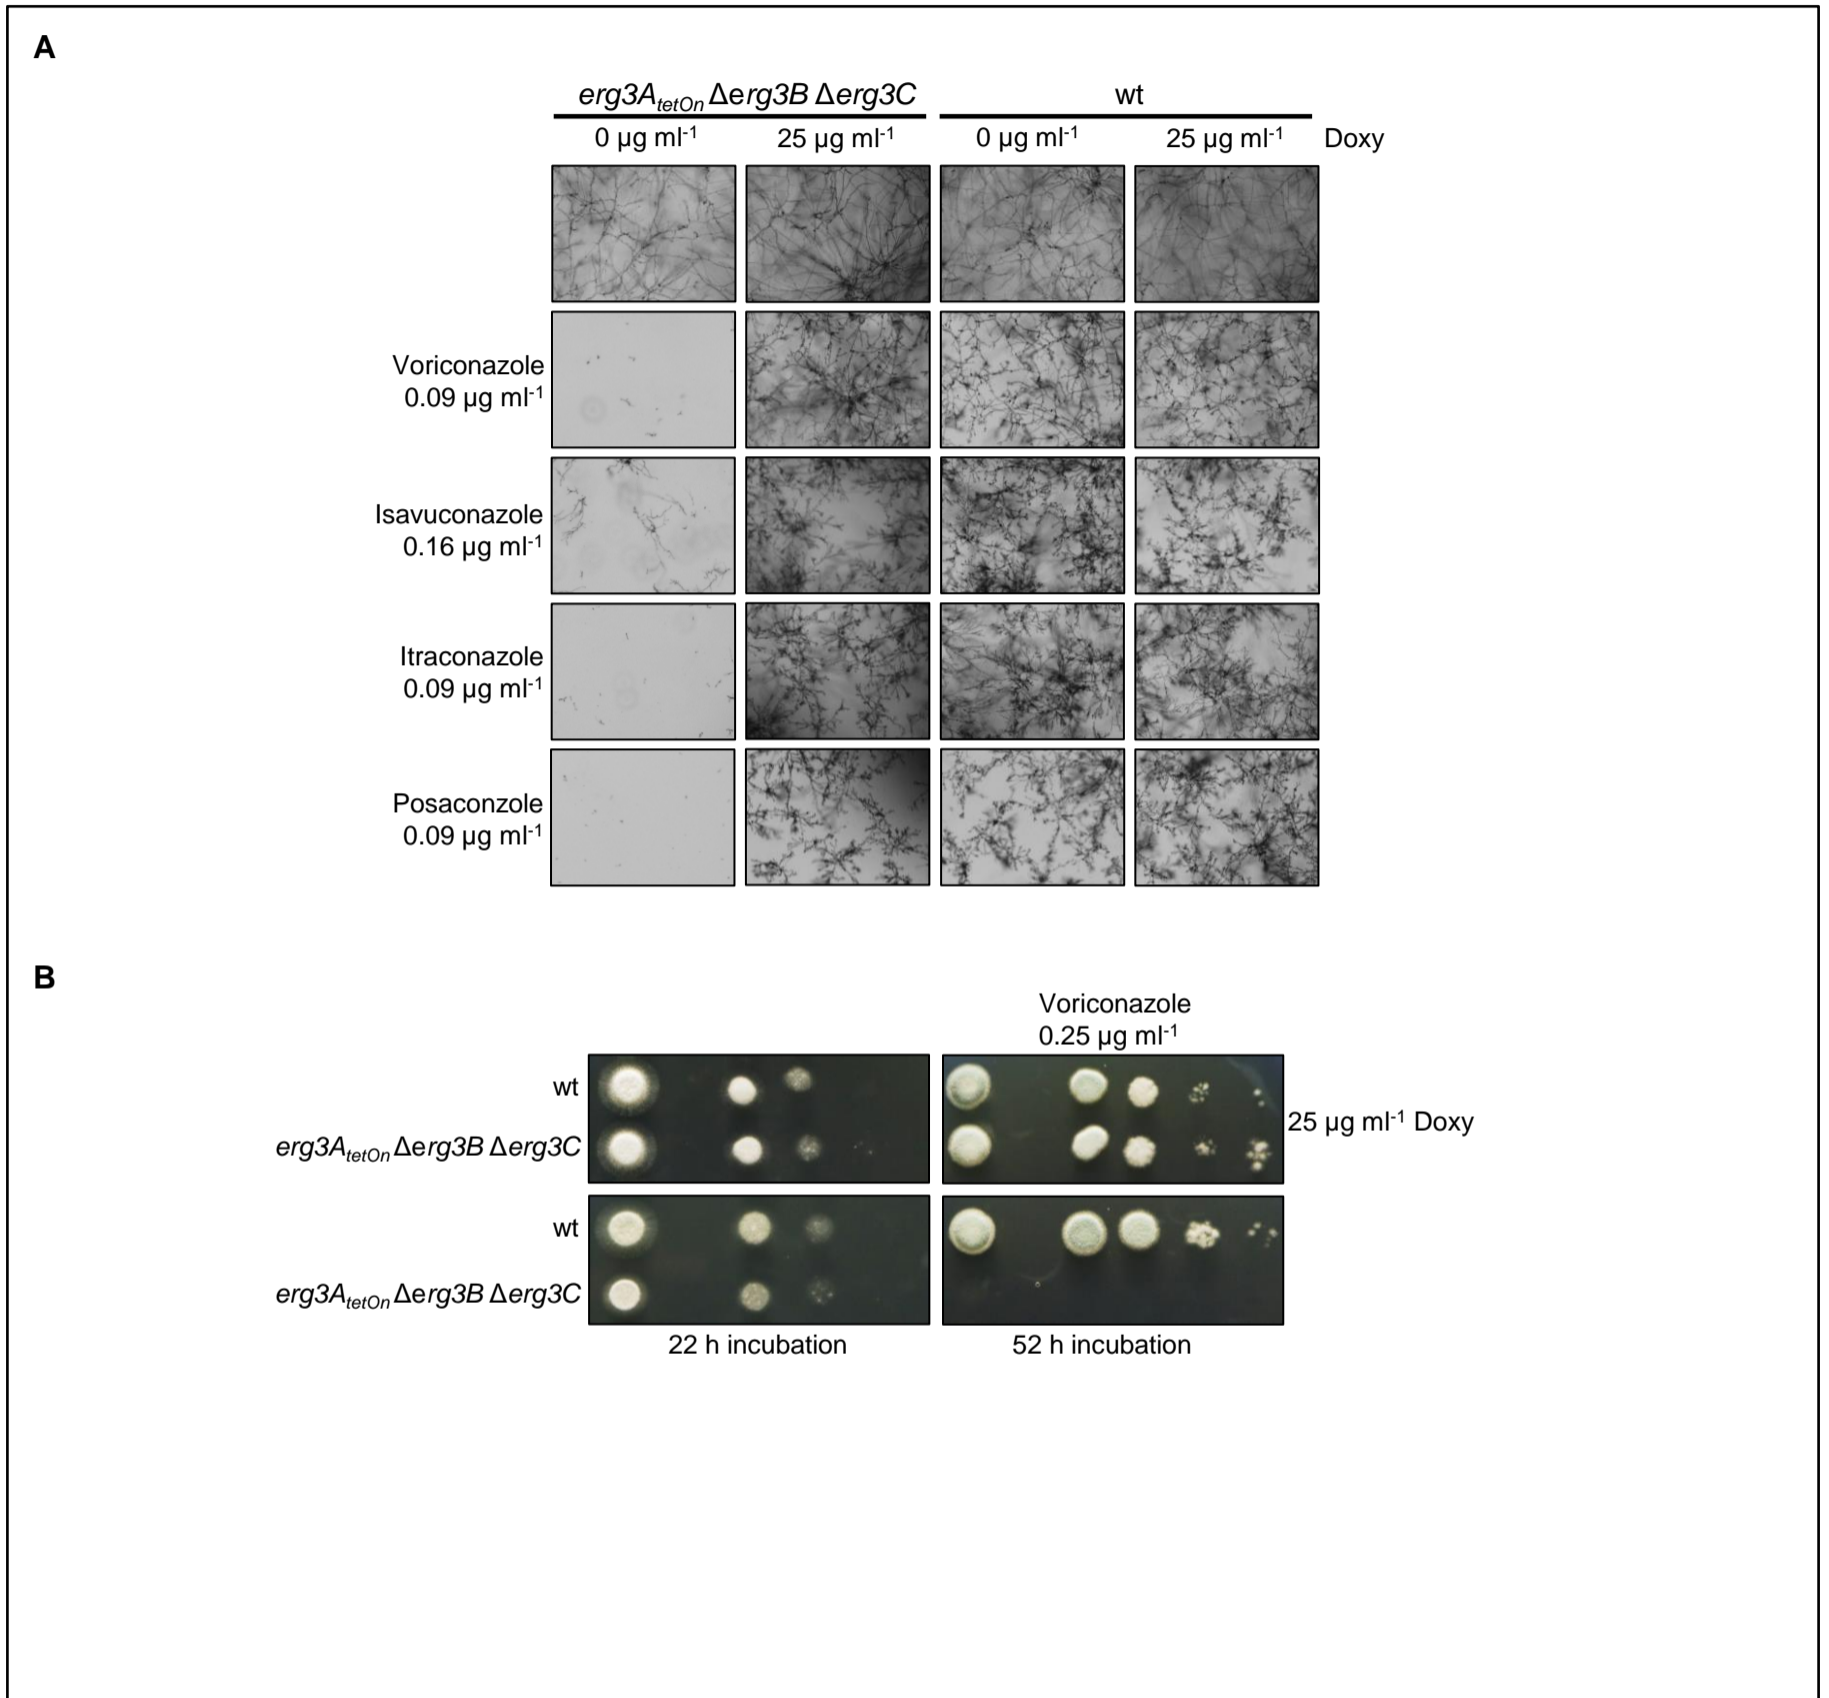 A
erg3AtetOn Δerg3B Δerg3C wt
0 µg ml-1 25 µg ml-1 0 µg ml-1 25 µg ml-1 Doxy
Voriconazole
0.09 µg ml-1
Isavuconazole
0.16 µg ml-1
Itraconazole
0.09 µg ml-1
Posaconzole
0.09 µg ml-1
B
Voriconazole
0.25 µg ml-1
wt
25 µg ml-1 Doxy
erg3AtetOn Δerg3B Δerg3C
wt
erg3AtetOn Δerg3B Δerg3C
22 h incubation 52 h incubation